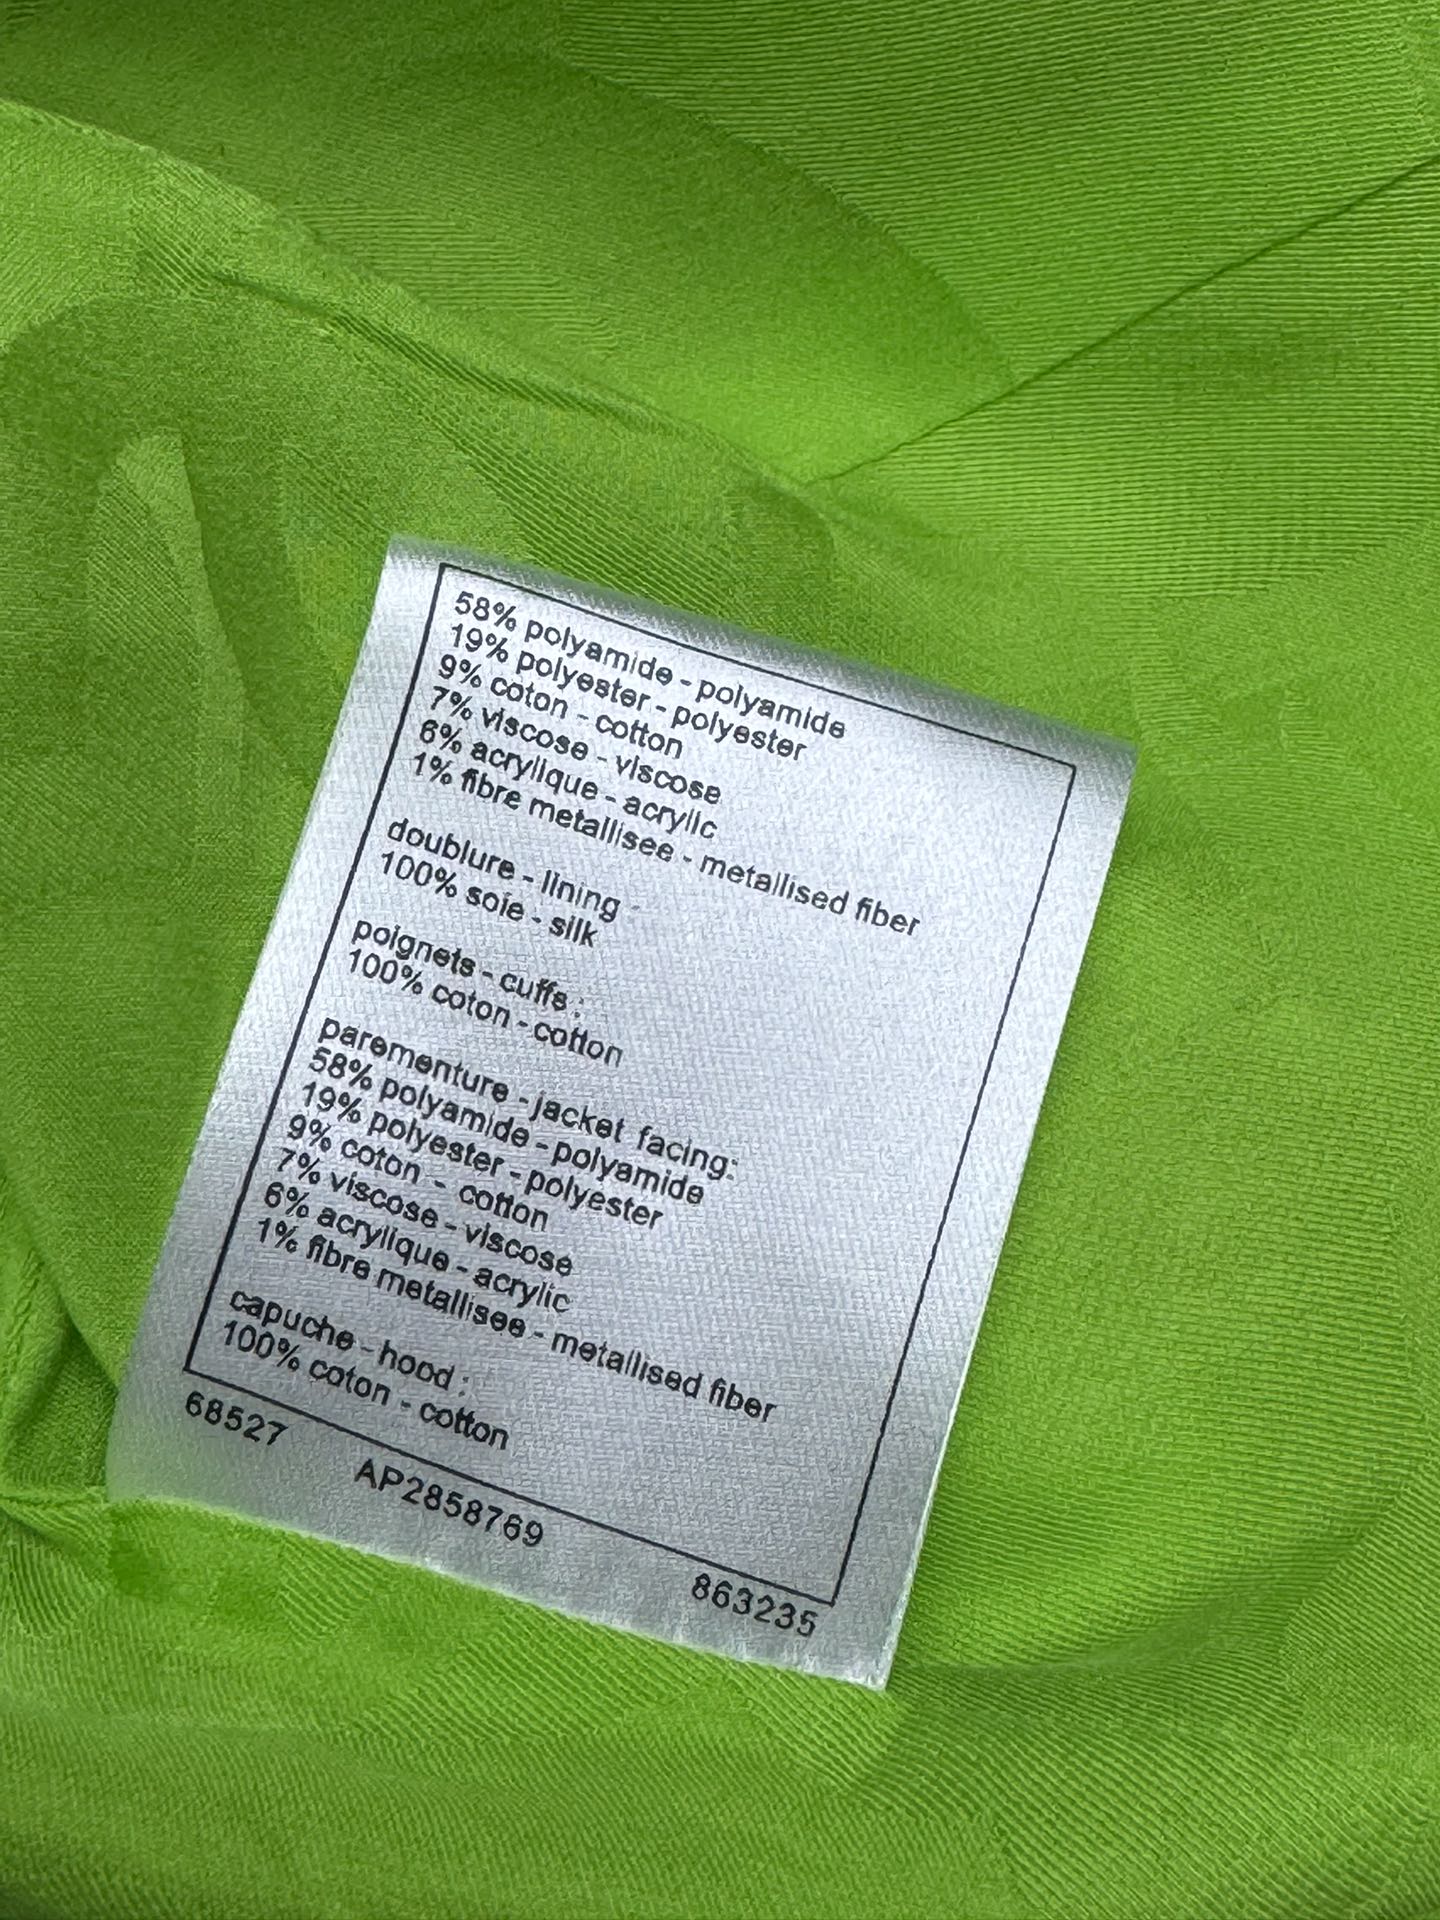 58% polyamide - polyamide
19% polyester - polyester
9% coton - cotton
7% viscose - viscose
6% acrylique - acrylic
1% fibre metallisee - metallised fiber
doublure - lining -
100% soie - silk
poignets - cuffs :
100% coton - cotton
parementure - jacket facing:
58% polyamide - polyamide
19% polyester - polyester
9% coton - cotton
7% viscose - viscose
6% acrylique - acrylic
1% fibre metallisee - metallised fiber
capuche - hood :
100% coton - cotton
68527 AP2858769 863235